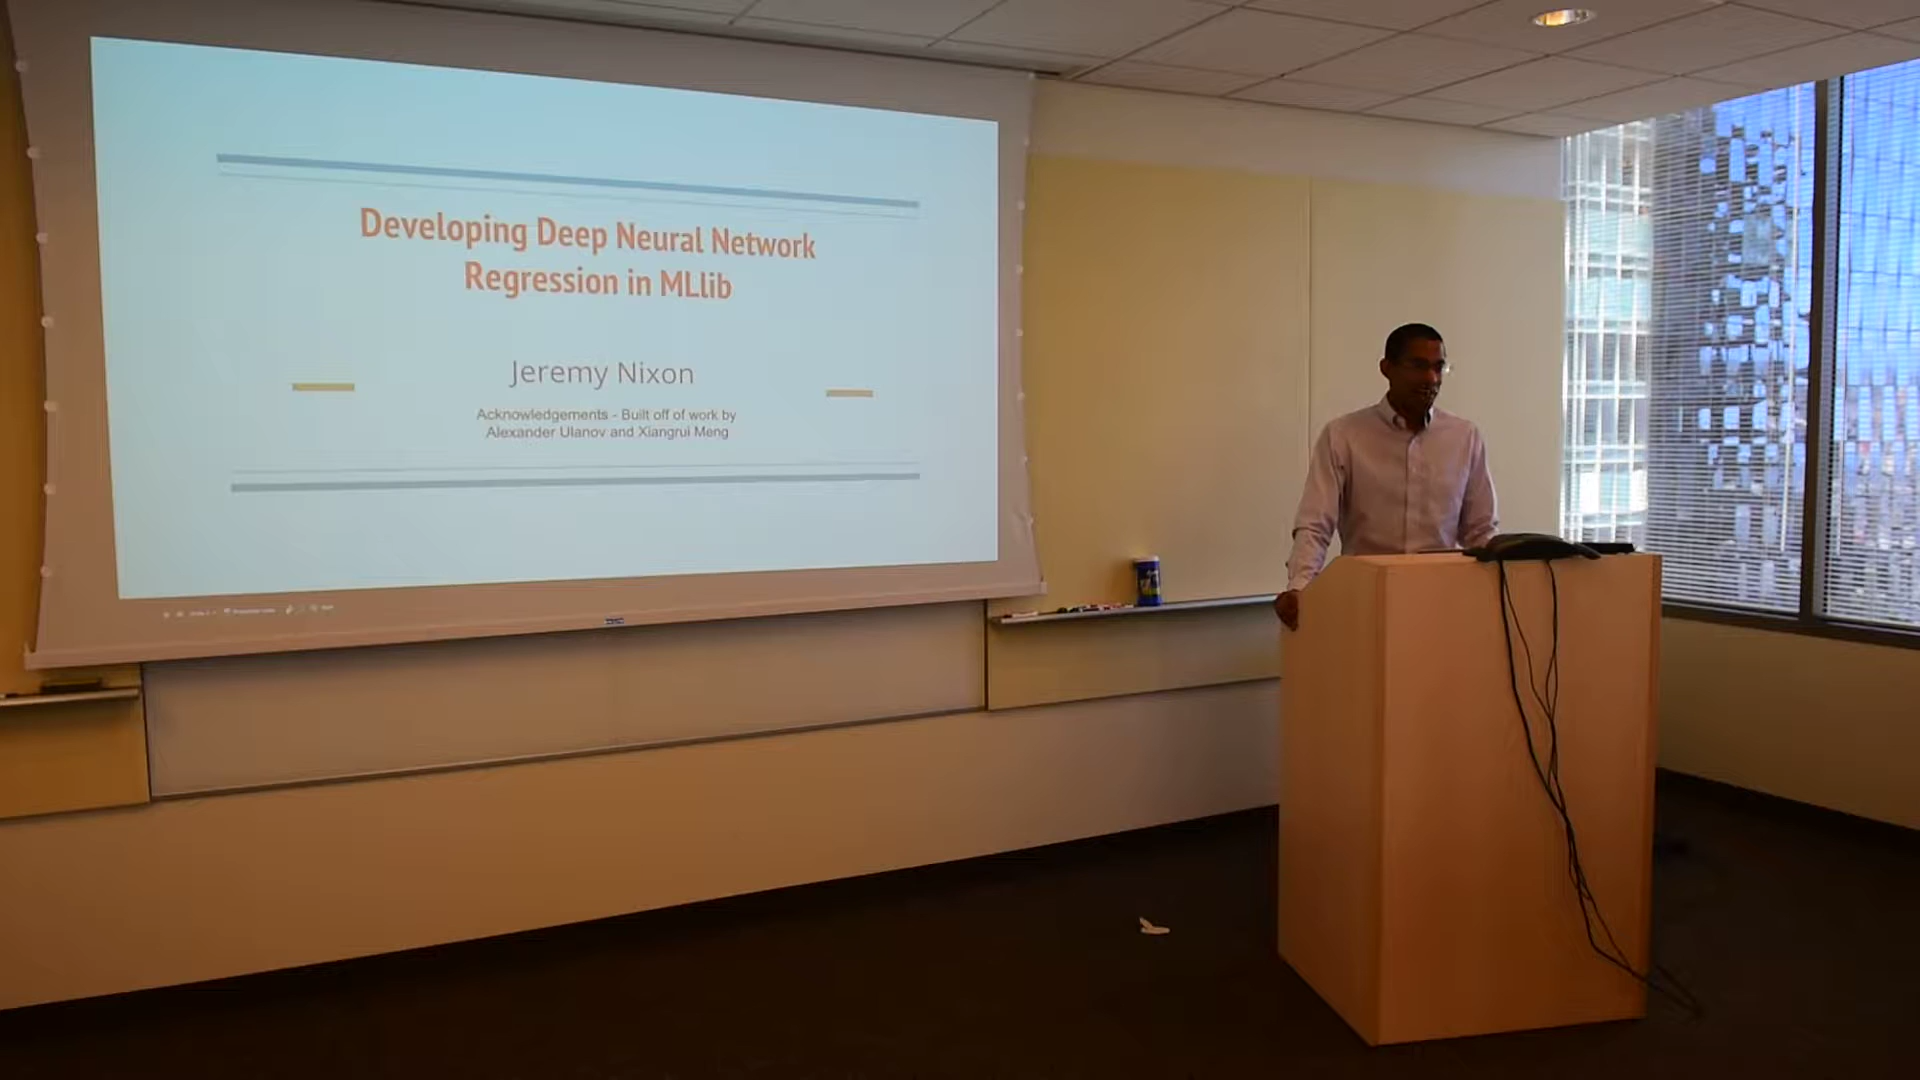 Developing Deep Neural Network
Regression in MLlib
Jeremy Nixon
Acknowledgements - Built off of work by
Alexander Ulanov and Xiangrui Meng